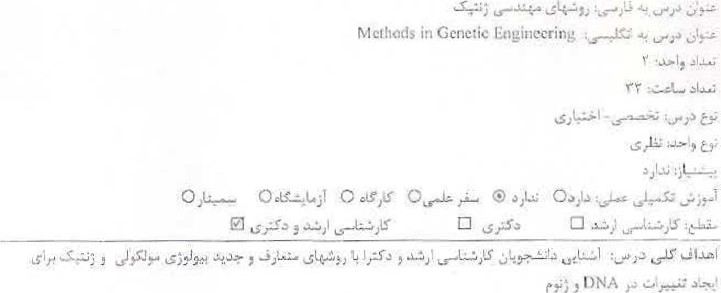 عنوان درس به فارسی: روشهای مهندسی ژنتیک
عنوان درس به انگلیسی: Methods in Genetic Engineering
تعداد واحد: ۲
تعداد ساعت: ۳۲
نوع درس: تخصصی-اختیاری
نوع واحد: نظری
پیشنیاز: ندارد
آموزش تکمیلی عملی: دارد○ ندارد ◉ سفر علمی○ کارگاه ○ آزمایشگاه ○ سمینار ○
مقطع: کارشناسی ارشد □ دکتری □ کارشناسی ارشد و دکتری ☑
اهداف کلی درس: آشنایی دانشجویان کارشناسی ارشد و دکترا با روشهای متعارف و جدید بیولوژی مولکولی و ژنتیک برای
ایجاد تغییرات در DNA و ژنوم